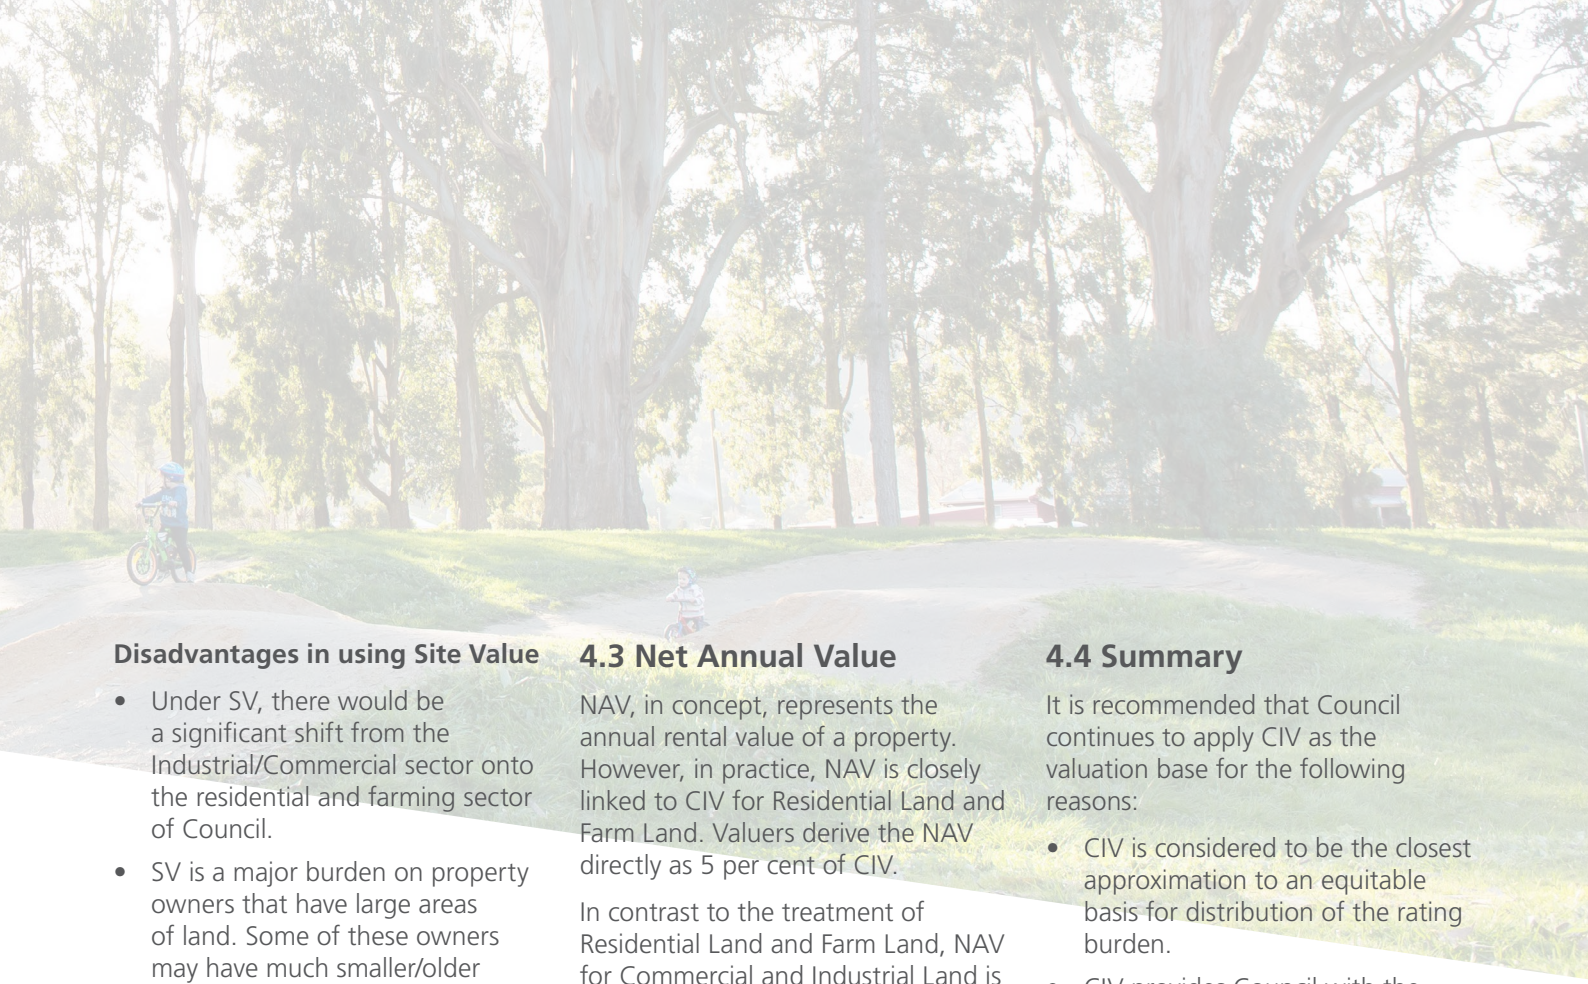 Disadvantages in using Site Value
• Under SV, there would be
a significant shift from the
Industrial/Commercial sector onto
the residential and farming sector
of Council.
• SV is a major burden on property
owners that have large areas
of land. Some of these owners
may have much smaller/older
4.3 Net Annual Value
NAV, in concept, represents the
annual rental value of a property.
However, in practice, NAV is closely
linked to CIV for Residential Land and
Farm Land. Valuers derive the NAV
directly as 5 per cent of CIV.
In contrast to the treatment of
Residential Land and Farm Land, NAV
for Commercial and Industrial Land is
4.4 Summary
It is recommended that Council
continues to apply CIV as the
valuation base for the following
reasons:
• CIV is considered to be the closest
approximation to an equitable
basis for distribution of the rating
burden.
• CIV provides Council with the